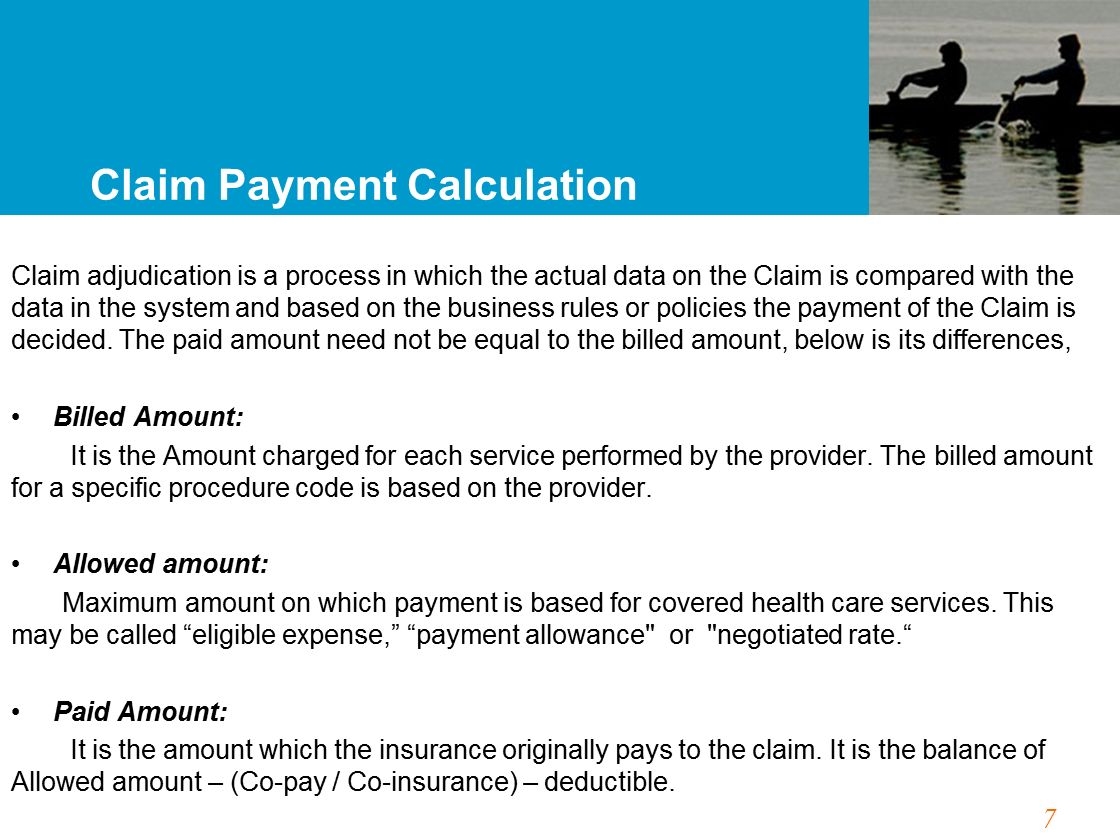 Claim Payment Calculation
Claim adjudication is a process in which the actual data on the Claim is compared with the
data in the system and based on the business rules or policies the payment of the Claim is
decided. The paid amount need not be equal to the billed amount, below is its differences,
• Billed Amount:
It is the Amount charged for each service performed by the provider. The billed amount
for a specific procedure code is based on the provider.
• Allowed amount:
Maximum amount on which payment is based for covered health care services. This
may be called “eligible expense,” “payment allowance"  or  "negotiated rate.“
• Paid Amount:
It is the amount which the insurance originally pays to the claim. It is the balance of
Allowed amount – (Co-pay / Co-insurance) – deductible.
7